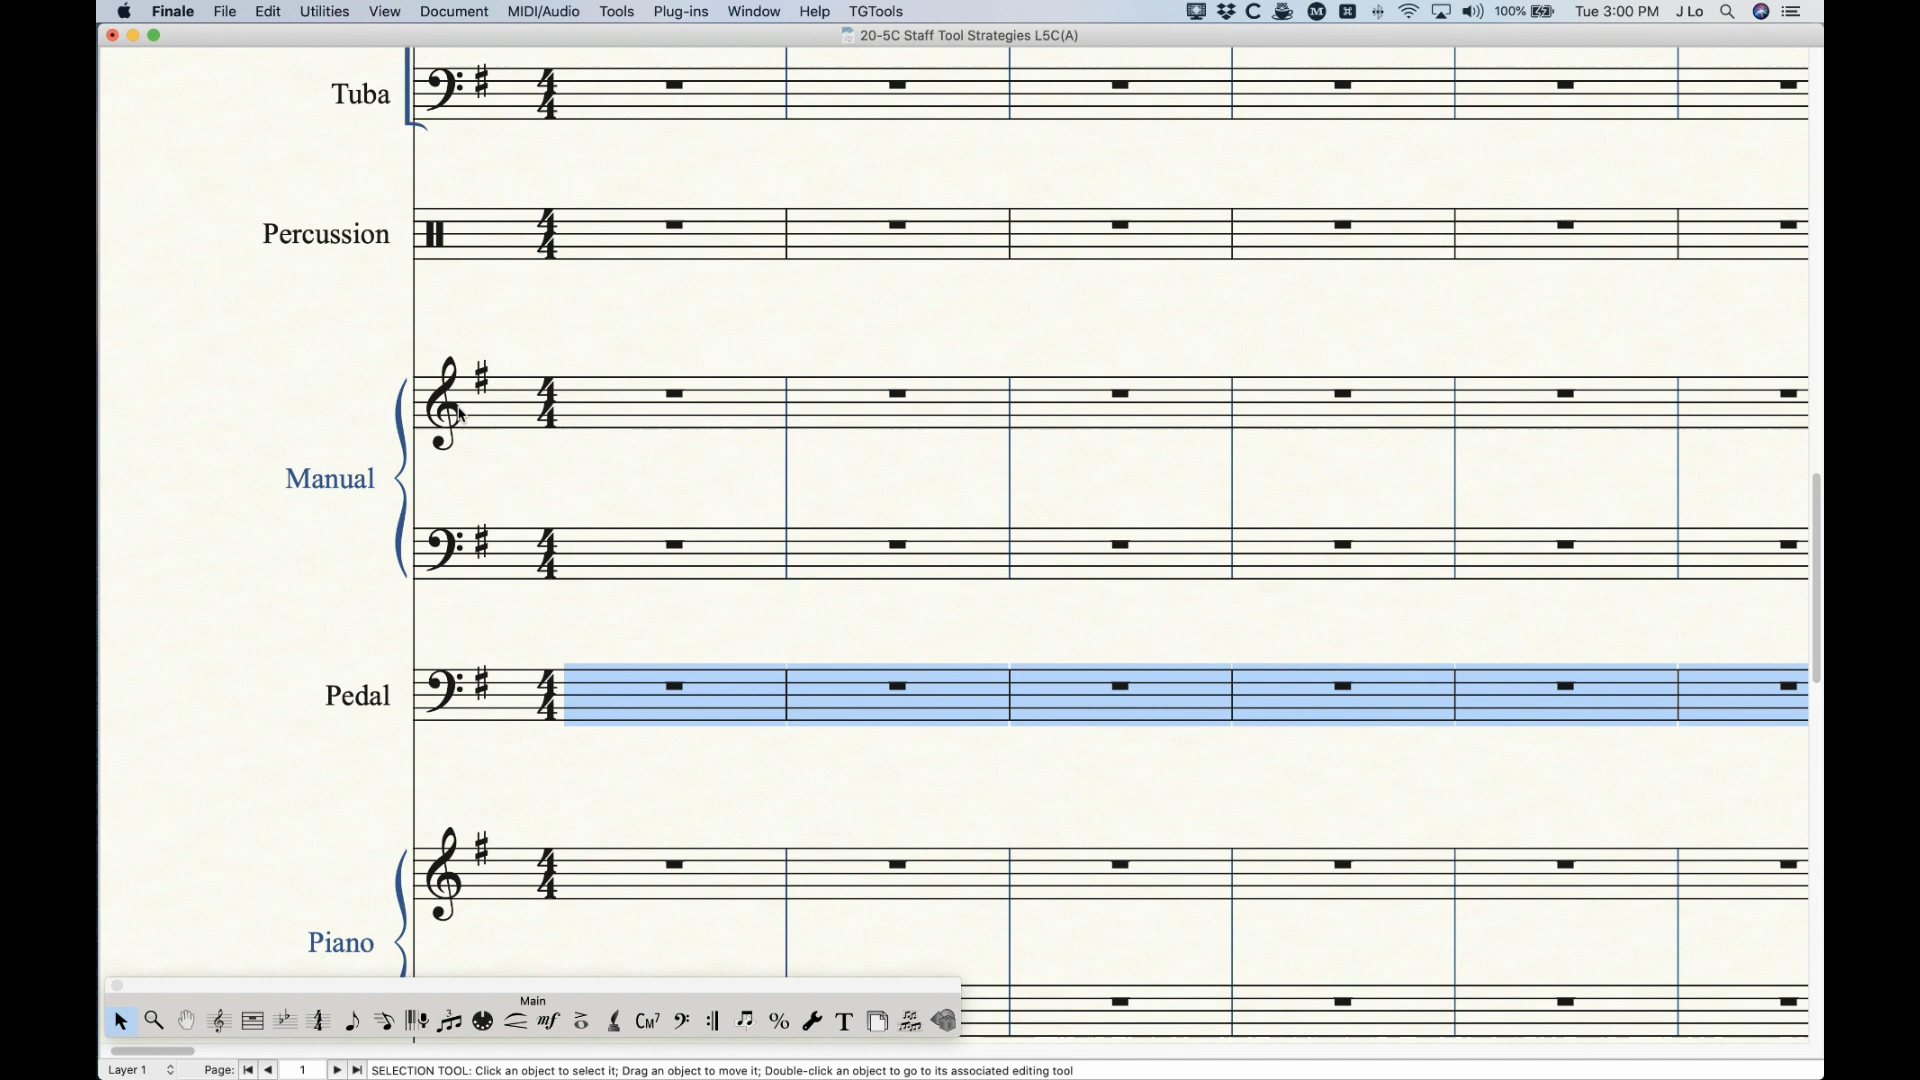 Finale File Edit Utilities View Document MIDI/Audio Tools Plug-ins Window Help TGTools 100% Tue 3:00 PM J Lo
20-5C Staff Tool Strategies L5C(A)
Tuba
Percussion
Manual
Pedal
Piano
Main
CM7
Layer 1 Page: 1 SELECTION TOOL: Click an object to select it; Drag an object to move it; Double-click an object to go to its associated editing tool